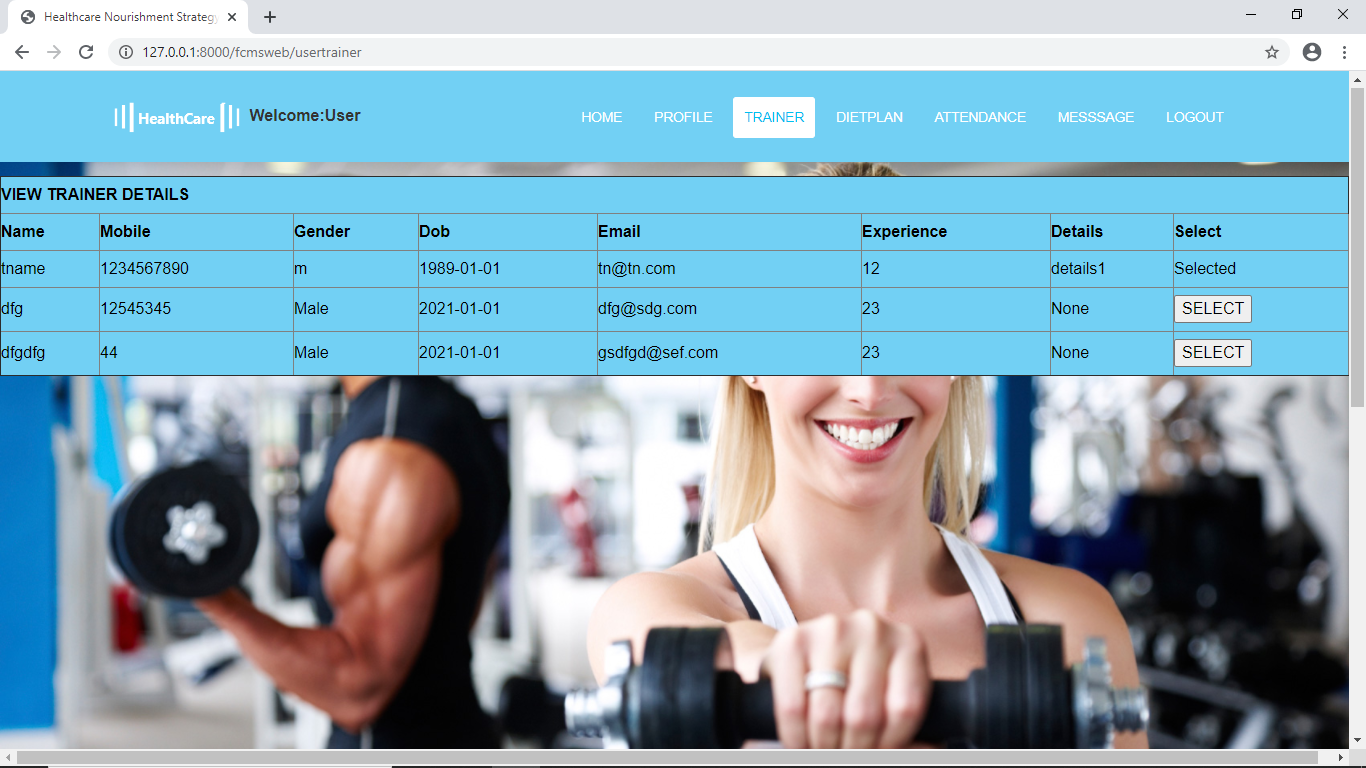 Healthcare Nourishment Strategy
127.0.0.1:8000/fcmsweb/usertrainer
HealthCare Welcome:User HOME PROFILE TRAINER DIETPLAN ATTENDANCE MESSSAGE LOGOUT
VIEW TRAINER DETAILS
Name Mobile Gender Dob Email Experience Details Select
tname 1234567890 m 1989-01-01 tn@tn.com 12 details1 Selected
dfg 12545345 Male 2021-01-01 dfg@sdg.com 23 None SELECT
dfgdfg 44 Male 2021-01-01 gsdfgd@sef.com 23 None SELECT